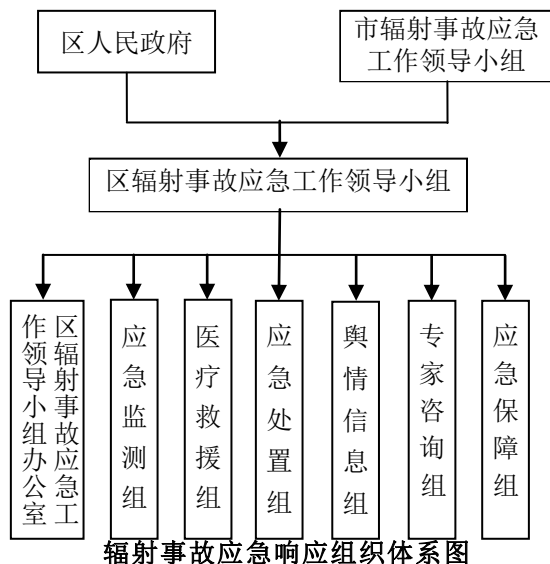 区人民政府
市辐射事故应急
工作领导小组
区辐射事故应急工作领导小组
区辐射事故应急工
作领导小组办公室
应急监测组
医疗救援组
应急处置组
舆情信息组
专家咨询组
应急保障组
辐射事故应急响应组织体系图